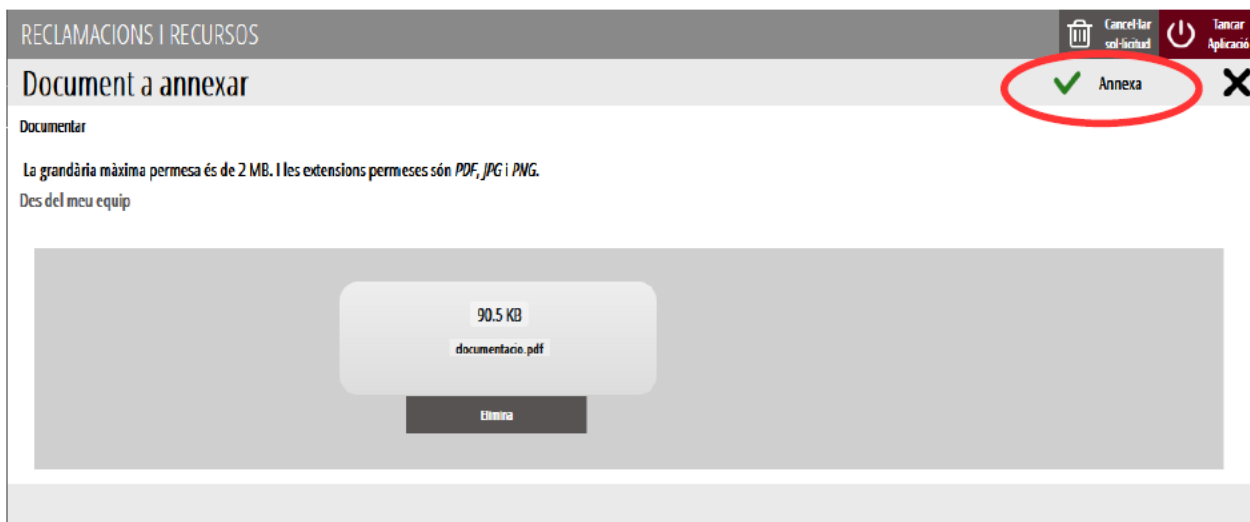 RECLAMACIONS I RECURSOS
Cancel·lar
sol·licitud
Tancar
Aplicació
Document a annexar
Annexa
Documentar
La grandària màxima permesa és de 2 MB. I les extensions permeses són PDF, JPG i PNG.
Des del meu equip
90.5 KB
documentacio.pdf
Elimina